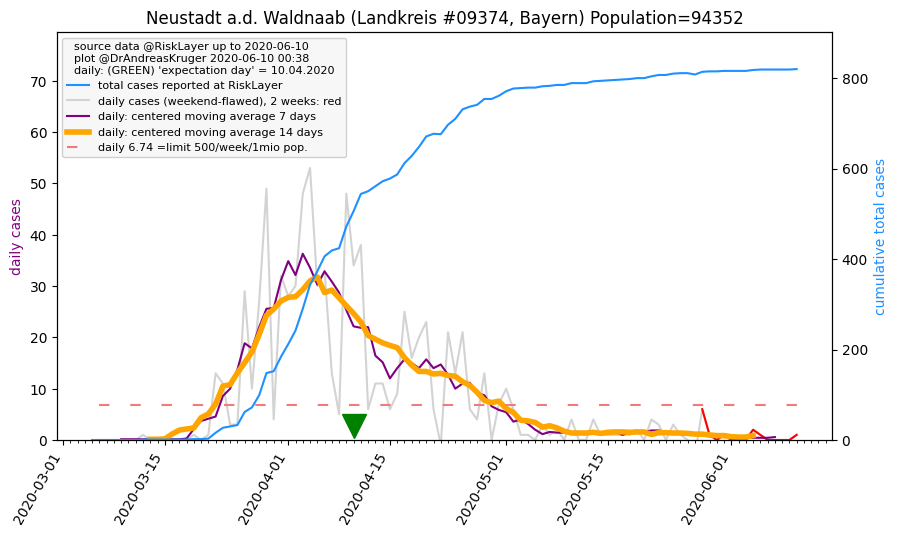 Neustadt a.d. Waldnaab (Landkreis #09374, Bayern) Population=94352
source data @RiskLayer up to 2020-06-10
plot @DrAndreasKruger 2020-06-10 00:38
daily: (GREEN) 'expectation day' = 10.04.2020
total cases reported at RiskLayer
daily cases (weekend-flawed), 2 weeks: red
daily: centered moving average 7 days
daily: centered moving average 14 days
daily 6.74 =limit 500/week/1mio pop.
daily cases
70
60
50
40
30
20
10
0
800
600
400
200
0
cumulative total cases
2020-03-01
2020-03-15
2020-04-01
2020-04-15
2020-05-01
2020-05-15
2020-06-01